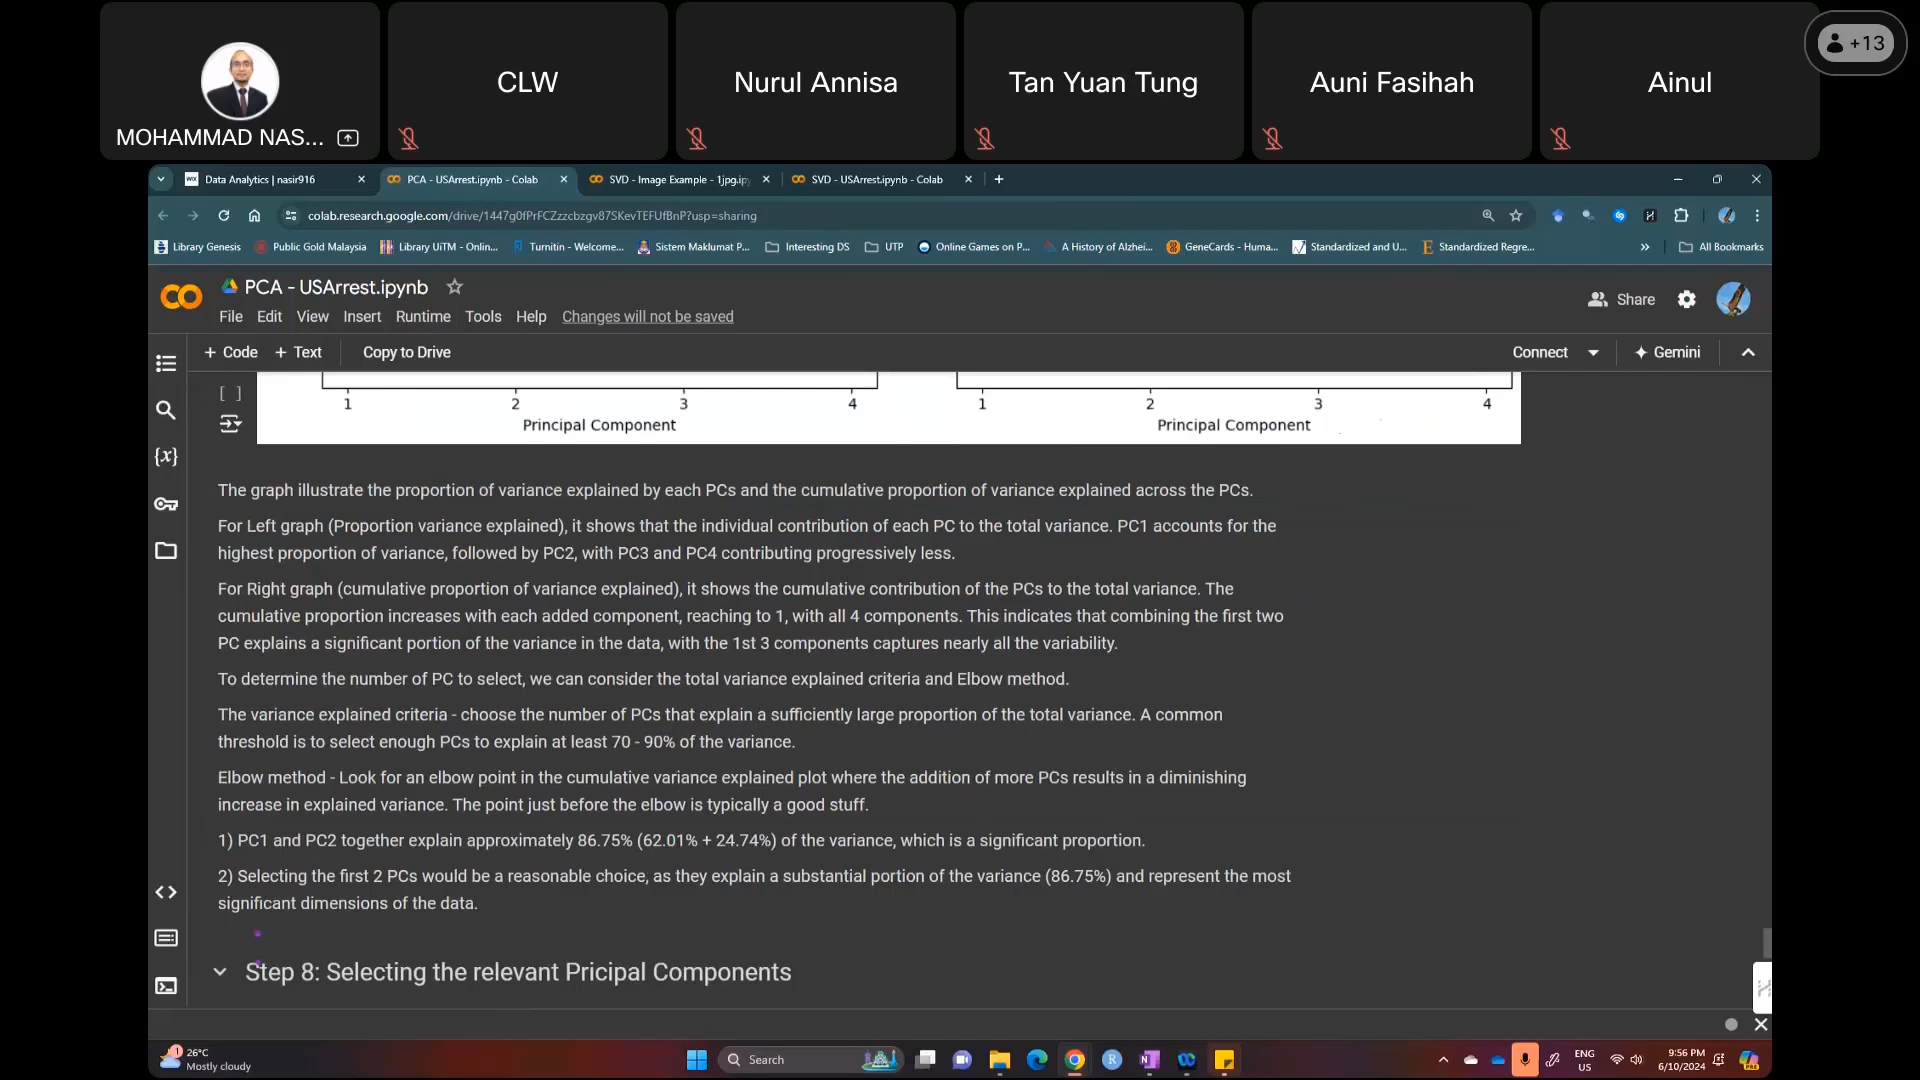 +13
MOHAMMAD NAS...
CLW
Nurul Annisa
Tan Yuan Tung
Auni Fasihah
Ainul
Data Analytics | nasir916
PCA - USArrest.ipynb - Colab
SVD - Image Example - 1jpg.ip
SVD - USArrest.ipynb - Colab
colab.research.google.com/drive/1447g0fPrFCZzzcbzgv87SKevTEFUfBnP?usp=sharing
Library Genesis
Public Gold Malaysia
Library UiTM - Onlin...
Turnitin - Welcome...
Sistem Maklumat P...
Interesting DS
UTP
Online Games on P...
A History of Alzhei...
GeneCards - Huma...
Standardized and U...
Standardized Regre...
All Bookmarks
PCA - USArrest.ipynb
Share
File Edit View Insert Runtime Tools Help Changes will not be saved
+ Code + Text Copy to Drive
Connect
Gemini
[ ]
1 2 3 4 1 2 3 4
Principal Component Principal Component
The graph illustrate the proportion of variance explained by each PCs and the cumulative proportion of variance explained across the PCs.
For Left graph (Proportion variance explained), it shows that the individual contribution of each PC to the total variance. PC1 accounts for the
highest proportion of variance, followed by PC2, with PC3 and PC4 contributing progressively less.
For Right graph (cumulative proportion of variance explained), it shows the cumulative contribution of the PCs to the total variance. The
cumulative proportion increases with each added component, reaching to 1, with all 4 components. This indicates that combining the first two
PC explains a significant portion of the variance in the data, with the 1st 3 components captures nearly all the variability.
To determine the number of PC to select, we can consider the total variance explained criteria and Elbow method.
The variance explained criteria - choose the number of PCs that explain a sufficiently large proportion of the total variance. A common
threshold is to select enough PCs to explain at least 70 - 90% of the variance.
Elbow method - Look for an elbow point in the cumulative variance explained plot where the addition of more PCs results in a diminishing
increase in explained variance. The point just before the elbow is typically a good stuff.
1) PC1 and PC2 together explain approximately 86.75% (62.01% + 24.74%) of the variance, which is a significant proportion.
2) Selecting the first 2 PCs would be a reasonable choice, as they explain a substantial portion of the variance (86.75%) and represent the most
significant dimensions of the data.
Step 8: Selecting the relevant Pricipal Components
26°C
Mostly cloudy
Search
ENG
US
9:56 PM
6/10/2024